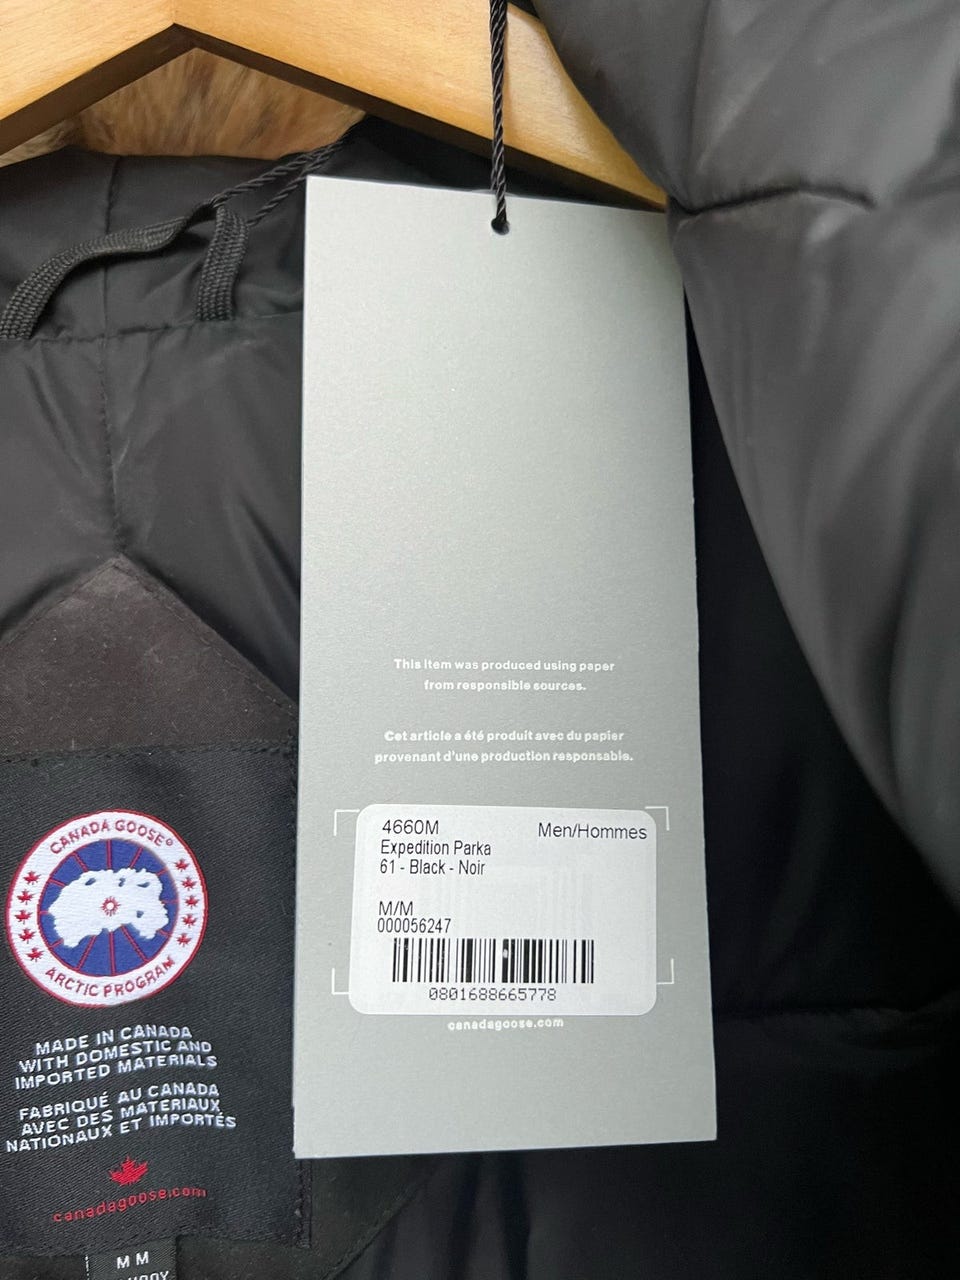 This item was produced using paper
from responsible sources.
Cet article a été produit avec du papier
provenant d'une production responsable.
4660M Men/Hommes
Expedition Parka
61 - Black - Noir
M/M
000056247
0801688665778
canadagoose.com
CANADA GOOSE®
ARCTIC PROGRAM
MADE IN CANADA
WITH DOMESTIC AND
IMPORTED MATERIALS
FABRIQUÉ AU CANADA
AVEC DES MATERIAUX
NATIONAUX ET IMPORTÉS
canadagoose.com
M M